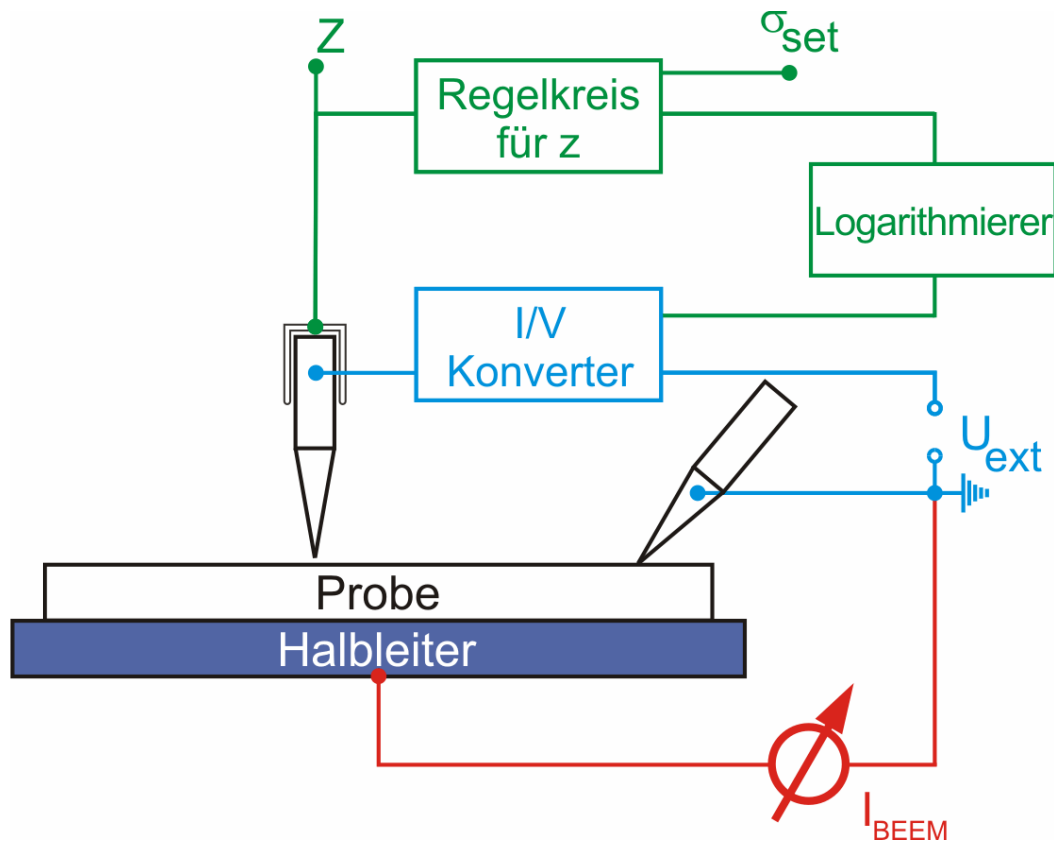 Z
σset
Regelkreis
für z
Logarithmierer
I/V
Konverter
Uext
Probe
Halbleiter
IBEEM